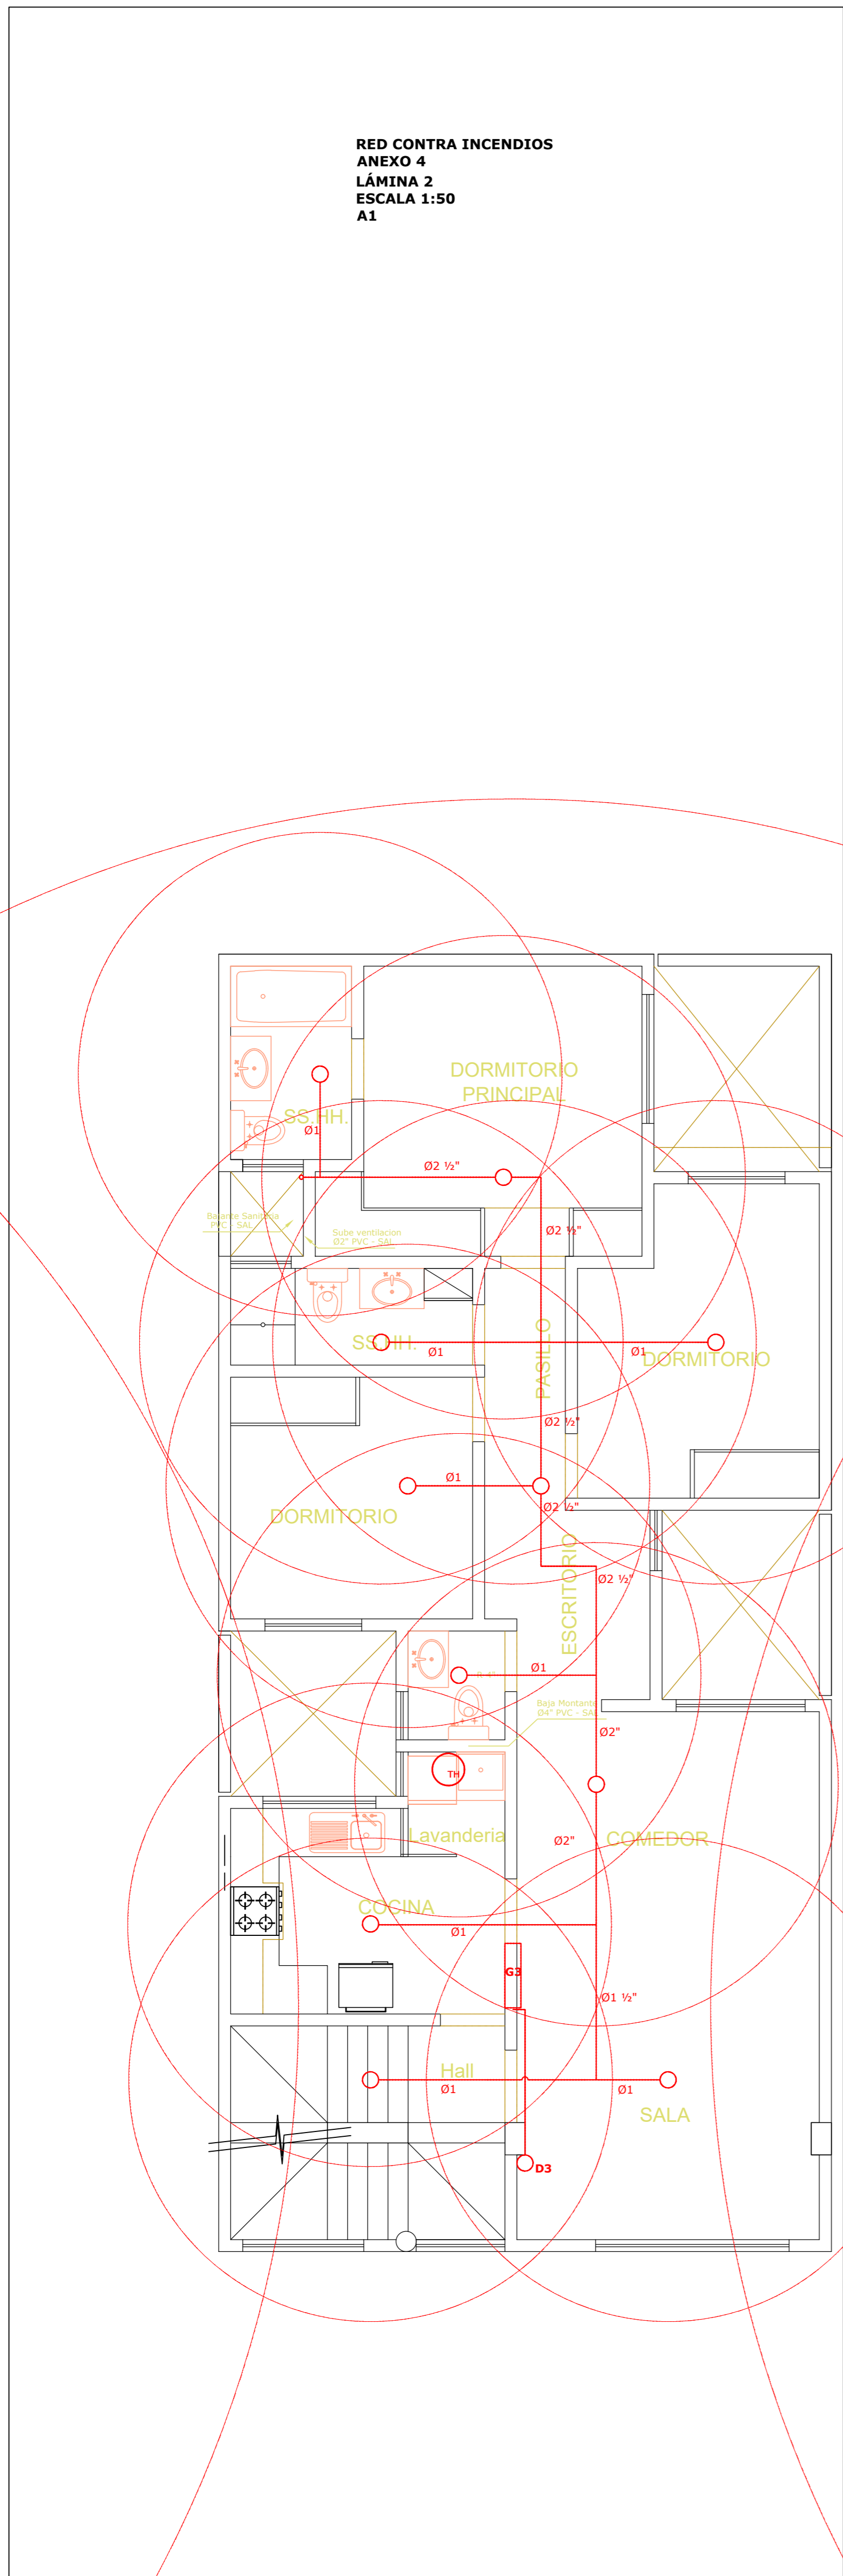 RED CONTRA INCENDIOS
ANEXO 4
LÁMINA 2
ESCALA 1:50
A1
DORMITORIO
PRINCIPAL
SS.HH.
Ø1
Ø2 ½"
Bajante Sanitaria
PVC - SAL
Sube ventilacion
Ø2" PVC - SAL
Ø2 ½"
PASILLO
SS.HH.
Ø1
Ø1
DORMITORIO
Ø2 ½"
Ø1
Ø2 ½"
DORMITORIO
ESCRITORIO
Ø2 ½"
Ø1
Baja Montante
Ø4" PVC - SAL
Ø2"
TH
Lavanderia
Ø2"
COMEDOR
COCINA
Ø1
G3
Ø1 ½"
Hall
Ø1
Ø1
SALA
D3